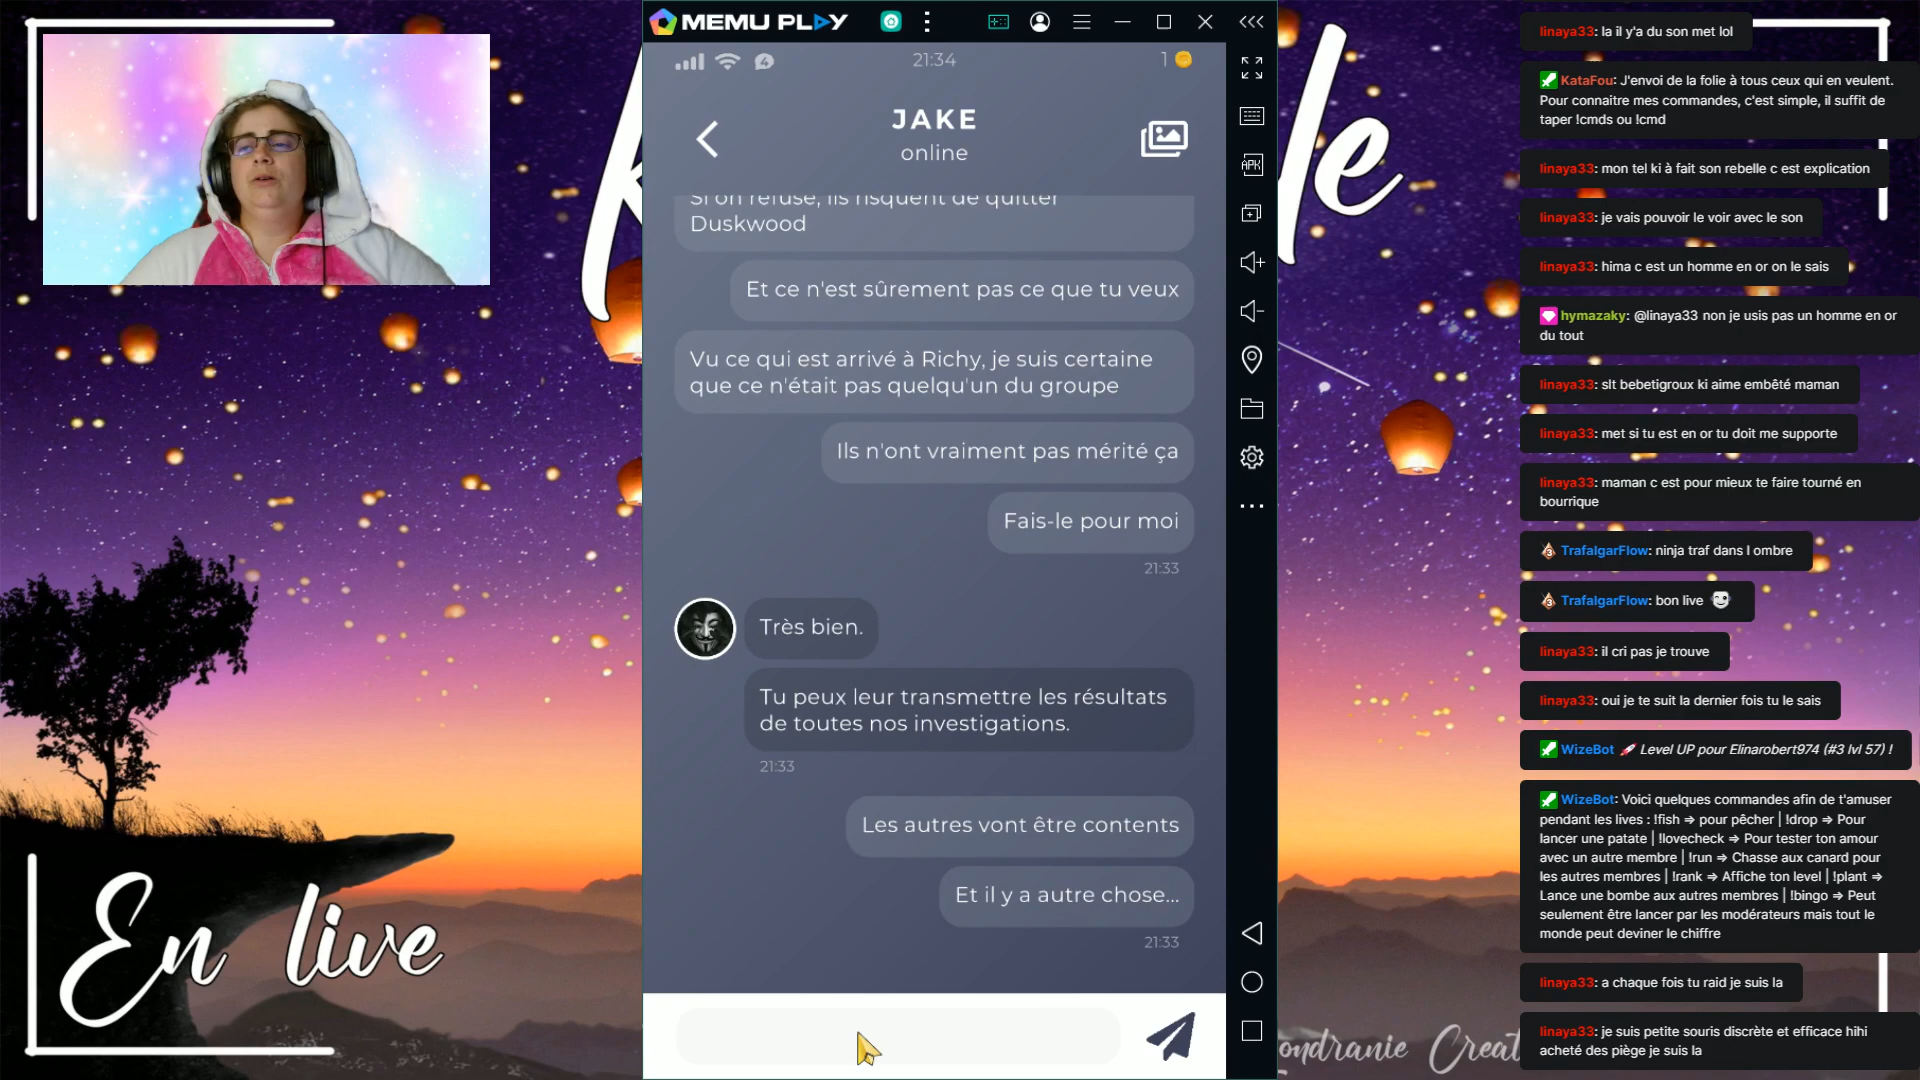 MEMU PLAY
21:34
1
JAKE
online
Si on refuse, ils risquent de quitter
Duskwood
Et ce n'est sûrement pas ce que tu veux
Vu ce qui est arrivé à Richy, je suis certaine
que ce n'était pas quelqu'un du groupe
Ils n'ont vraiment pas mérité ça
Fais-le pour moi
21:33
Très bien.
Tu peux leur transmettre les résultats
de toutes nos investigations.
21:33
Les autres vont être contents
Et il y a autre chose...
21:33
APK
En live
le
linaya33: la il y'a du son met lol
KataFou: J'envoi de la folie à tous ceux qui en veulent.
Pour connaitre mes commandes, c'est simple, il suffit de
taper !cmds ou !cmd
linaya33: mon tel ki à fait son rebelle c est explication
linaya33: je vais pouvoir le voir avec le son
linaya33: hima c est un homme en or on le sais
hymazaky: @linaya33 non je usis pas un homme en or
du tout
linaya33: slt bebetigroux ki aime embêté maman
linaya33: met si tu est en or tu doit me supporte
linaya33: maman c est pour mieux te faire tourné en
bourrique
TrafalgarFlow: ninja traf dans l ombre
TrafalgarFlow: bon live
linaya33: il cri pas je trouve
linaya33: oui je te suit la dernier fois tu le sais
WizeBot Level UP pour Elinarobert974 (#3 lvl 57) !
WizeBot: Voici quelques commandes afin de t'amuser
pendant les lives : !fish => pour pêcher | !drop => Pour
lancer une patate | !lovecheck => Pour tester ton amour
avec un autre membre | !run => Chasse aux canard pour
les autres membres | !rank => Affiche ton level | !plant =>
Lance une bombe aux autres membres | !bingo => Peut
seulement être lancer par les modérateurs mais tout le
monde peut deviner le chiffre
linaya33: a chaque fois tu raid je suis la
linaya33: je suis petite souris discrète et efficace hihi
acheté des piège je suis la
ondranie Creat